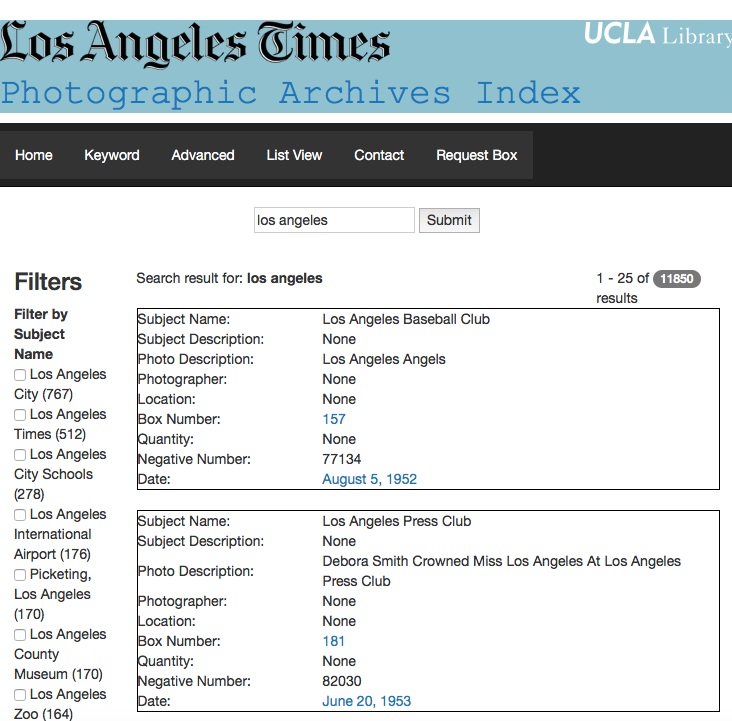 Los Angeles Times
UCLA Library
Photographic Archives Index
Home Keyword Advanced List View Contact Request Box
los angeles Submit
Filters
Filter by
Subject
Name
Los Angeles
City (767)
Los Angeles
Times (512)
Los Angeles
City Schools
(278)
Los Angeles
International
Airport (176)
Picketing,
Los Angeles
(170)
Los Angeles
County
Museum (170)
Los Angeles
Zoo (164)
Search result for: los angeles
1 - 25 of 11850
results
Subject Name: Los Angeles Baseball Club
Subject Description: None
Photo Description: Los Angeles Angels
Photographer: None
Location: None
Box Number: 157
Quantity: None
Negative Number: 77134
Date: August 5, 1952
Subject Name: Los Angeles Press Club
Subject Description: None
Photo Description: Debora Smith Crowned Miss Los Angeles At Los Angeles
Press Club
Photographer: None
Location: None
Box Number: 181
Quantity: None
Negative Number: 82030
Date: June 20, 1953